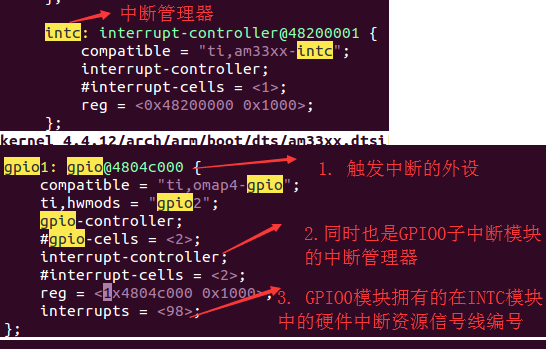 中断管理器
intc: interrupt-controller@48200001 {
compatible = "ti,am33xx-intc";
interrupt-controller;
#interrupt-cells = <1>;
reg = <0x48200000 0x1000>;
};
kernel 4.4.12/arch/arm/boot/dts/am33xx.dtsi
gpio1: gpio@4804c000 {
1. 触发中断的外设
compatible = "ti,omap4-gpio";
ti,hwmods = "gpio2";
gpio-controller;
#gpio-cells = <2>;
2.同时也是GPIO0子中断模块
的中断管理器
interrupt-controller;
#interrupt-cells = <2>;
reg = <1x4804c000 0x1000>;
3. GPIO0模块拥有的在INTC模块
中的硬件中断资源信号线编号
interrupts = <98>;
};